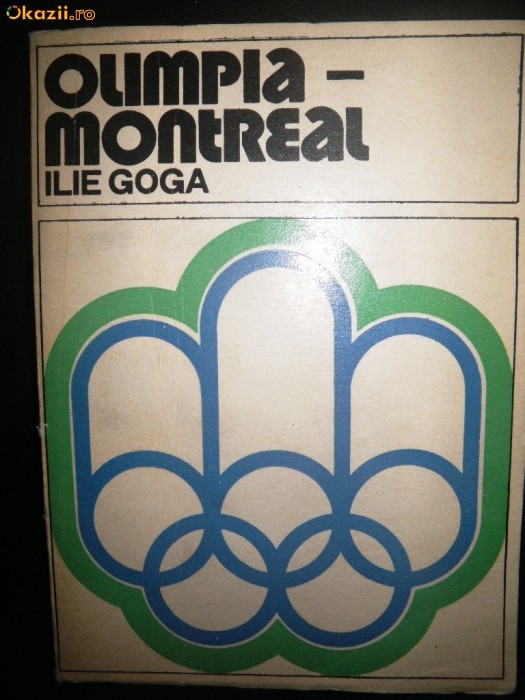 Okazii.ro
OLIMPIA –
MONTREAL
ILIE GOGA